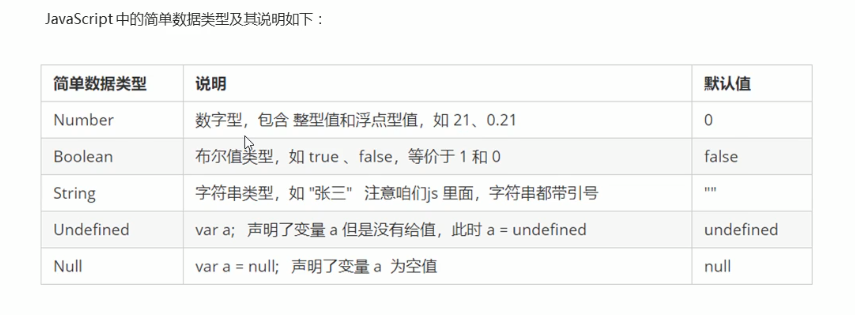 JavaScript 中的简单数据类型及其说明如下：
简单数据类型 说明 默认值
Number 数字型，包含 整型值和浮点型值，如 21、0.21 0
Boolean 布尔值类型，如 true 、false，等价于 1 和 0 false
String 字符串类型，如 "张三" 注意咱们js 里面，字符串都带引号 ""
Undefined var a; 声明了变量 a 但是没有给值，此时 a = undefined undefined
Null var a = null; 声明了变量 a 为空值 null